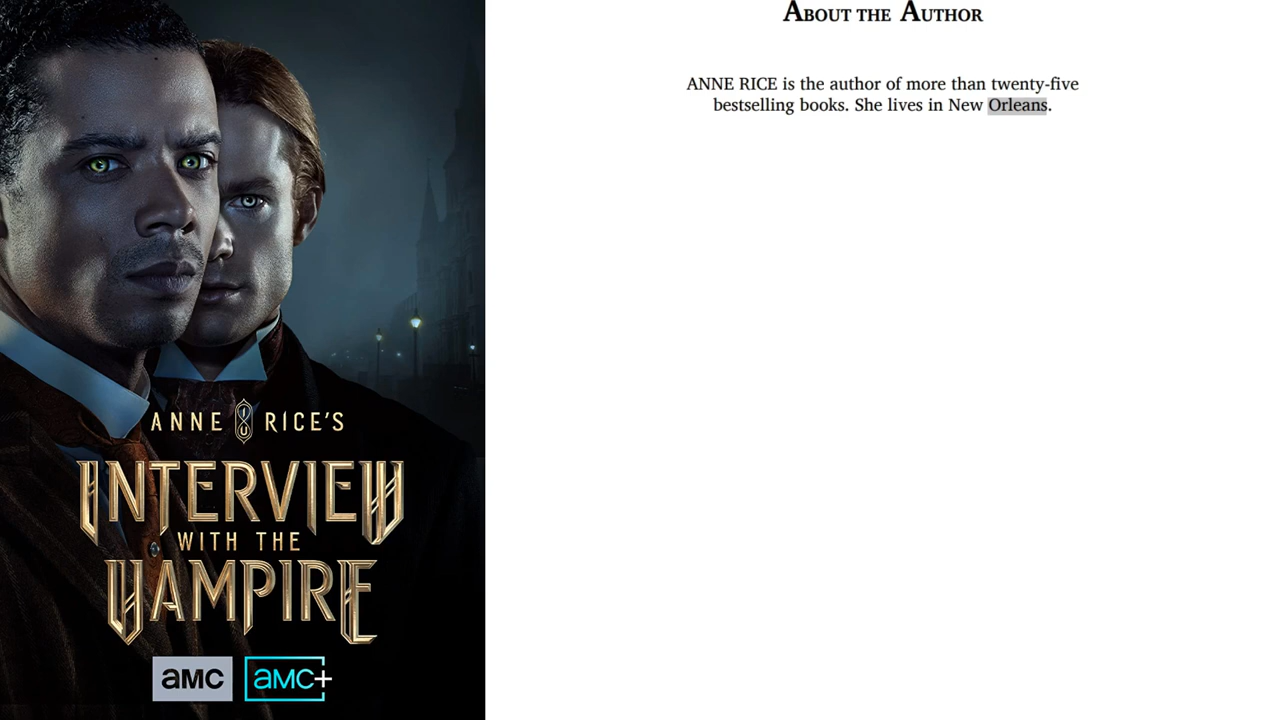 ANNE RICE'S
INTERVIEW
WITH THE
VAMPIRE
amc
amc+
ABOUT THE AUTHOR
ANNE RICE is the author of more than twenty-five
bestselling books. She lives in New Orleans.